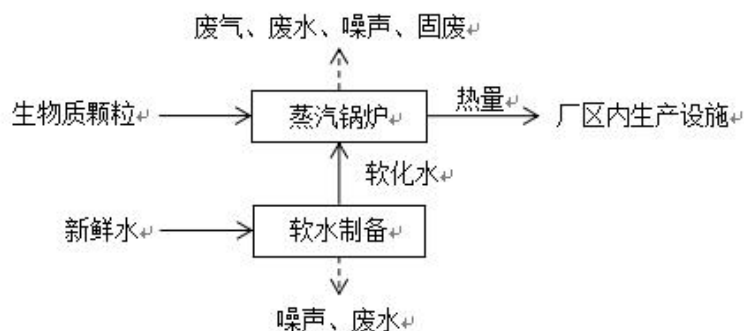 废气、废水、噪声、固废
生物质颗粒
蒸汽锅炉
热量
厂区内生产设施
软化水
新鲜水
软水制备
噪声、废水